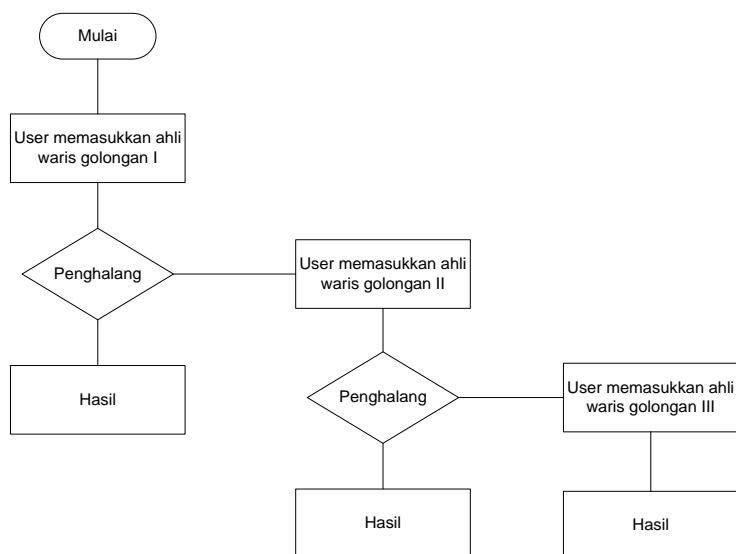 Mulai
User memasukkan ahli
waris golongan I
Penghalang
User memasukkan ahli
waris golongan II
Hasil
Penghalang
User memasukkan ahli
waris golongan III
Hasil
Hasil